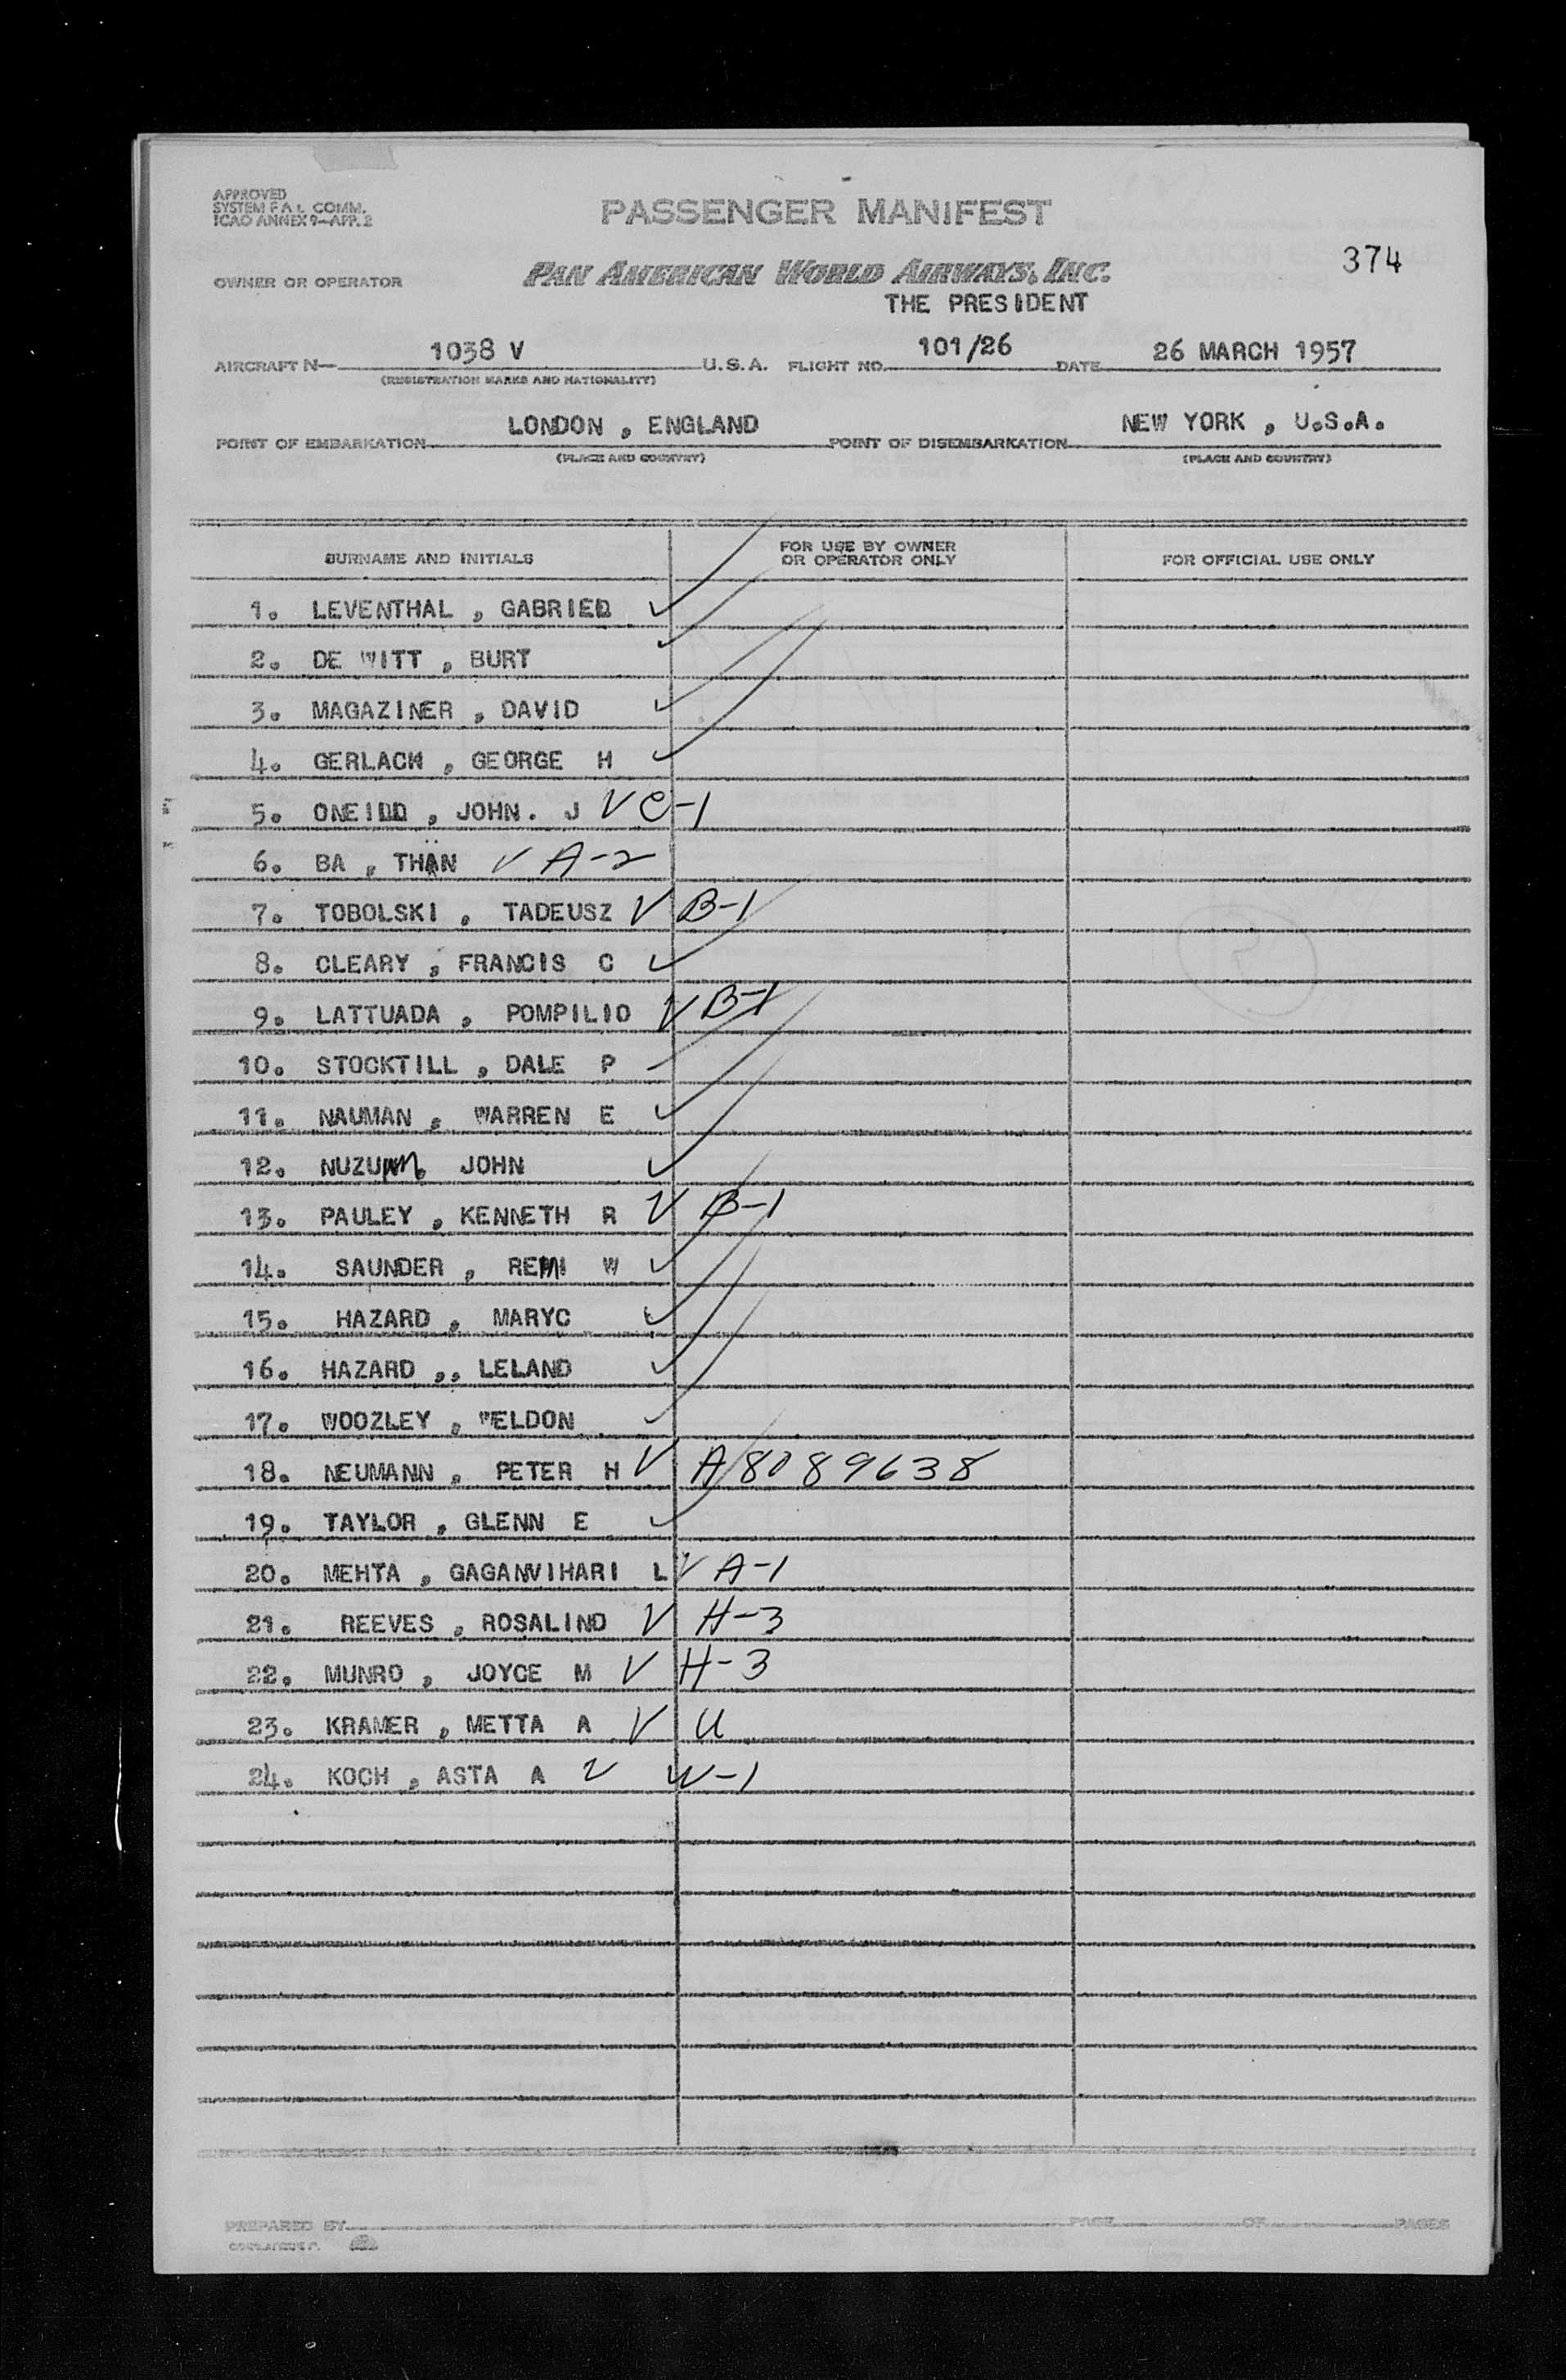 APPROVED
SYSTEM F A L COMM.
ICAO ANNEX 9—APP. 2
PASSENGER MANIFEST
374
OWNER OR OPERATOR
PAN AMERICAN WORLD AIRWAYS, INC.
THE PRESIDENT
AIRCRAFT N— 1038 V U.S.A. FLIGHT NO. 101/26 DATE 26 MARCH 1957
(REGISTRATION MARKS AND NATIONALITY)
POINT OF EMBARKATION LONDON , ENGLAND POINT OF DISEMBARKATION NEW YORK , U.S.A.
(PLACE AND COUNTRY) (PLACE AND COUNTRY)
SURNAME AND INITIALS
FOR USE BY OWNER
OR OPERATOR ONLY
FOR OFFICIAL USE ONLY
1. LEVENTHAL , GABRIEL ✓
2. DE WITT , BURT ✓
3. MAGAZINER , DAVID ✓
4. GERLACH , GEORGE H ✓
5. ONEILL , JOHN. J ✓ C-1
6. BA , THAN ✓ A-2
7. TOBOLSKI , TADEUSZ ✓ B-1
8. CLEARY , FRANCIS C ✓
9. LATTUADA , POMPILIO ✓ B-1
10. STOCKTILL , DALE P ✓
11. NAUMAN , WARREN E ✓
12. NUZUM, JOHN ✓
13. PAULEY , KENNETH R ✓ B-1
14. SAUNDER , REMI W ✓
15. HAZARD , MARYC ✓
16. HAZARD ,, LELAND ✓
17. WOOZLEY , WELDON ✓
18. NEUMANN , PETER H ✓ A8089638
19. TAYLOR , GLENN E ✓
20. MEHTA , GAGANVIHARI L ✓ A-1
21. REEVES , ROSALIND ✓ H-3
22. MUNRO , JOYCE M ✓ H-3
23. KRAMER , METTA A ✓ U
24. KOCH , ASTA A ✓ W-1
PREPARED BY PAGE OF PAGES